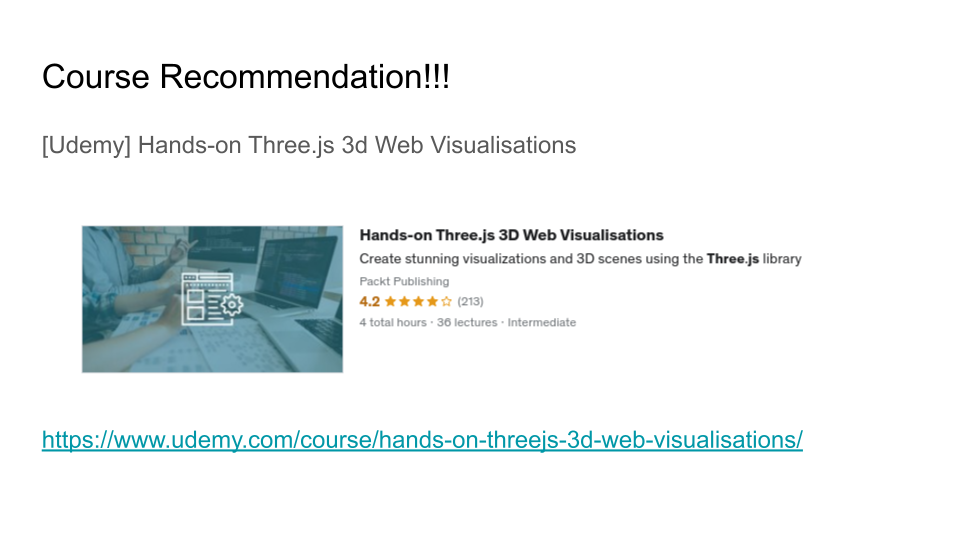 Course Recommendation!!!
[Udemy] Hands-on Three.js 3d Web Visualisations
Hands-on Three.js 3D Web Visualisations
Create stunning visualizations and 3D scenes using the Three.js library
Packt Publishing
4.2 ★★★★☆ (213)
4 total hours · 36 lectures · Intermediate
https://www.udemy.com/course/hands-on-threejs-3d-web-visualisations/